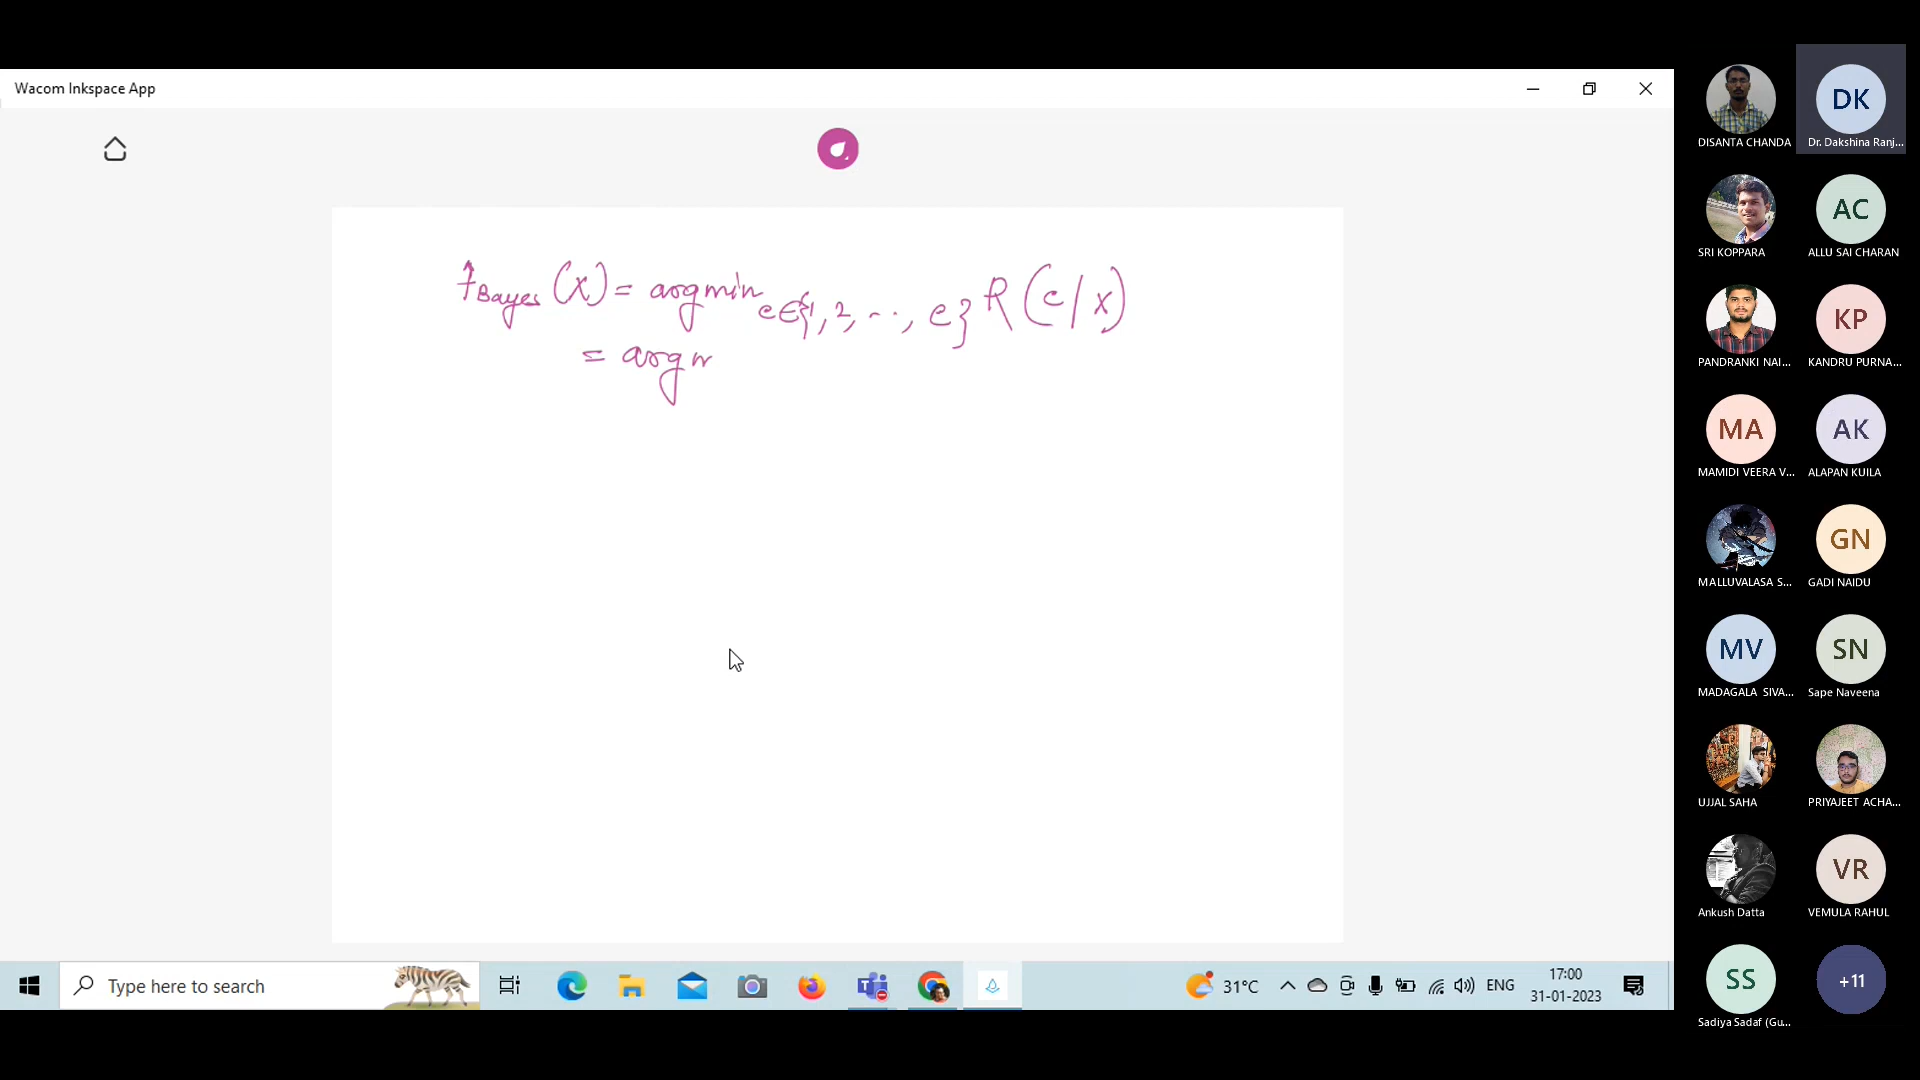 Wacom Inkspace App
f̂Bayes (x) = argmin c∈{1, 2, ..., c} R(c/x)
= argm
DISANTA CHANDA
DK
Dr. Dakshina Ranj...
SRI KOPPARA
AC
ALLU SAI CHARAN
PANDRANKI NAI...
KP
KANDRU PURNA...
MA
MAMIDI VEERA V...
AK
ALAPAN KUILA
MALLUVALASA S...
GN
GADI NAIDU
MV
MADAGALA SIVA...
SN
Sape Naveena
UJJAL SAHA
PRIYAJEET ACHA...
Ankush Datta
VR
VEMULA RAHUL
SS
Sadiya Sadaf (Gu...
+11
Type here to search
31°C
ENG
17:00
31-01-2023